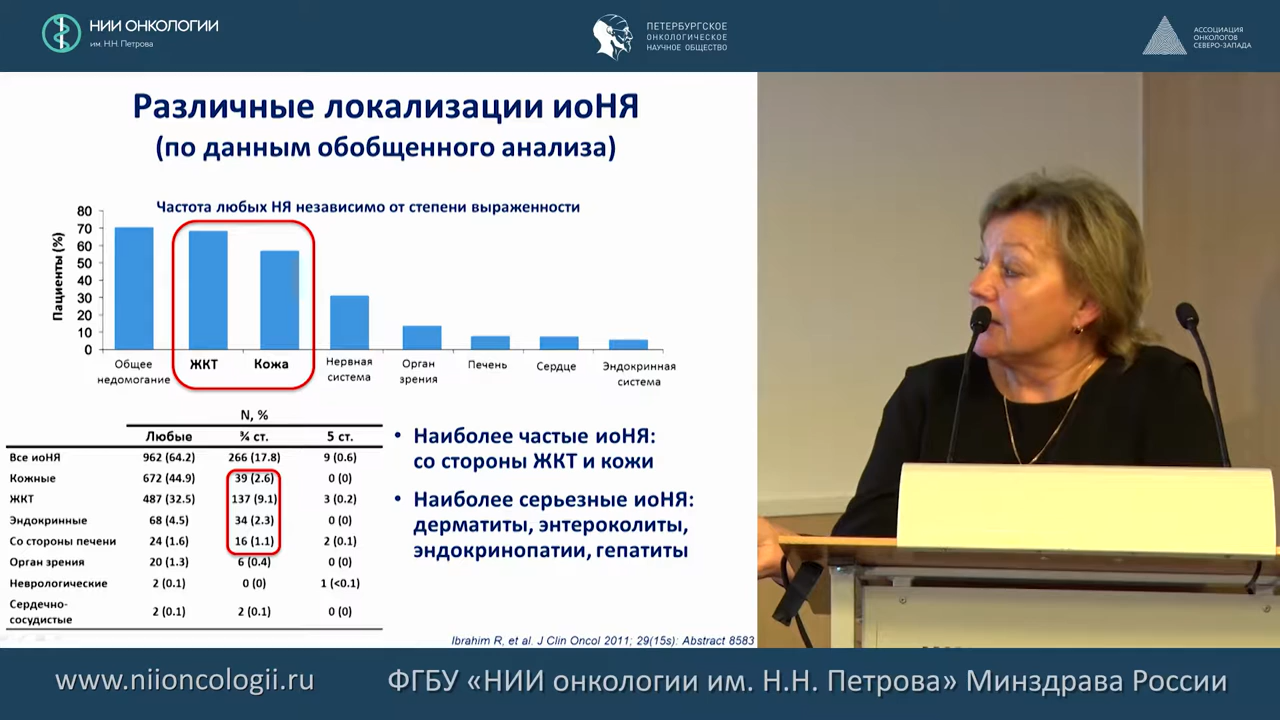 НИИ ОНКОЛОГИИ
им. Н.Н. Петрова
ПЕТЕРБУРГСКОЕ
ОНКОЛОГИЧЕСКОЕ
НАУЧНОЕ ОБЩЕСТВО
АССОЦИАЦИЯ
ОНКОЛОГОВ
СЕВЕРО-ЗАПАДА
Различные локализации иоНЯ
(по данным обобщенного анализа)
Частота любых НЯ независимо от степени выраженности
Пациенты (%)
80
70
60
50
40
30
20
10
0
Общее недомогание
ЖКТ
Кожа
Нервная система
Орган зрения
Печень
Сердце
Эндокринная система
N, %
Любые ¾ ст. 5 ст.
Все иоНЯ 962 (64.2) 266 (17.8) 9 (0.6)
Кожные 672 (44.9) 39 (2.6) 0 (0)
ЖКТ 487 (32.5) 137 (9.1) 3 (0.2)
Эндокринные 68 (4.5) 34 (2.3) 0 (0)
Со стороны печени 24 (1.6) 16 (1.1) 2 (0.1)
Орган зрения 20 (1.3) 6 (0.4) 0 (0)
Неврологические 2 (0.1) 0 (0) 1 (<0.1)
Сердечно-
сосудистые 2 (0.1) 2 (0.1) 0 (0)
• Наиболее частые иоНЯ:
со стороны ЖКТ и кожи
• Наиболее серьезные иоНЯ:
дерматиты, энтероколиты,
эндокринопатии, гепатиты
Ibrahim R, et al. J Clin Oncol 2011; 29(15s): Abstract 8583
www.niioncologii.ru
ФГБУ «НИИ онкологии им. Н.Н. Петрова» Минздрава России